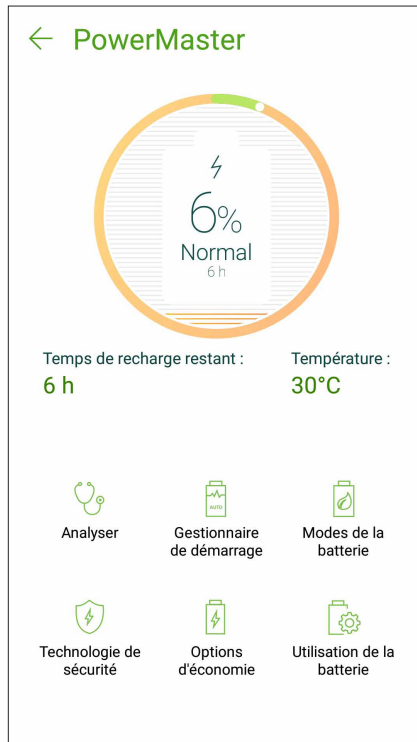 PowerMaster
6%
Normal
6 h
Temps de recharge restant :
6 h
Température :
30°C
Analyser
AUTO
Gestionnaire
de démarrage
Modes de la
batterie
Technologie de
sécurité
Options
d'économie
Utilisation de la
batterie